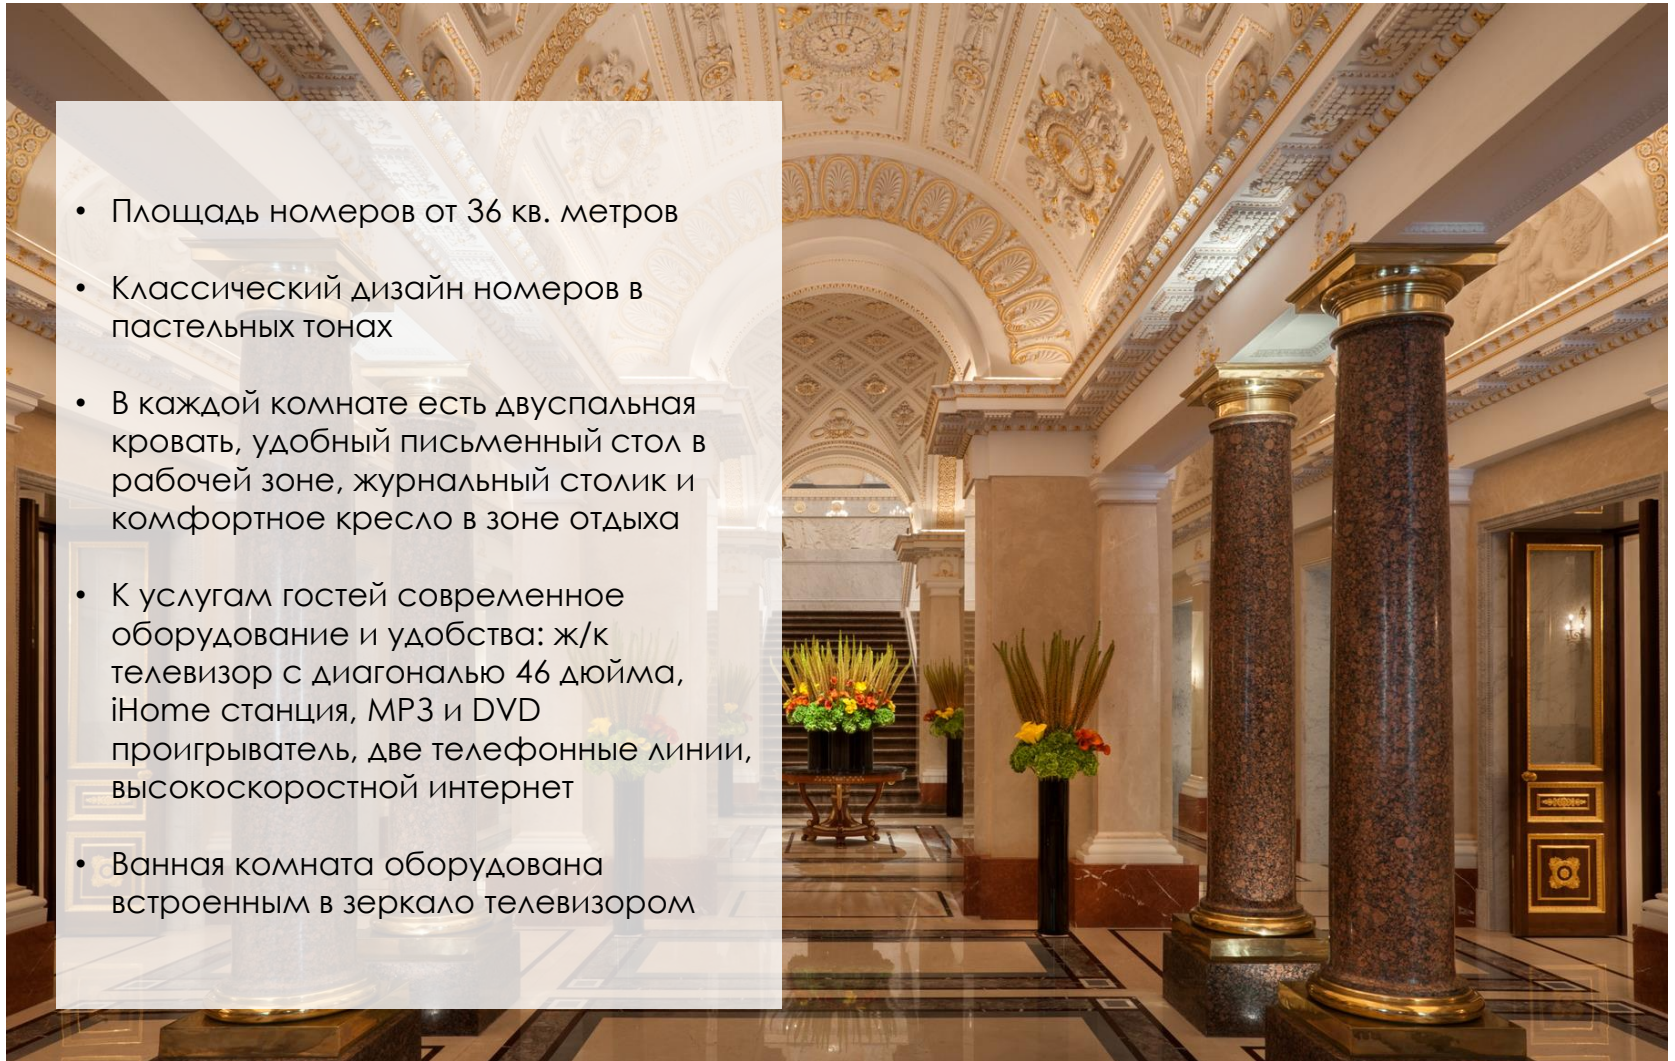 • Площадь номеров от 36 кв. метров
• Классический дизайн номеров в
пастельных тонах
• В каждой комнате есть двуспальная
кровать, удобный письменный стол в
рабочей зоне, журнальный столик и
комфортное кресло в зоне отдыха
• К услугам гостей современное
оборудование и удобства: ж/к
телевизор с диагональю 46 дюйма,
iHome станция, MP3 и DVD
проигрыватель, две телефонные линии,
высокоскоростной интернет
• Ванная комната оборудована
встроенным в зеркало телевизором